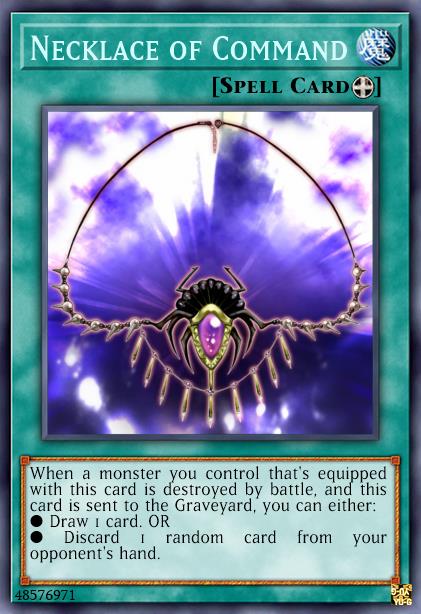 Necklace of Command
魔
[Spell Card]
When a monster you control that's equipped
with this card is destroyed by battle, and this
card is sent to the Graveyard, you can either:
● Draw 1 card. OR
● Discard 1 random card from your
opponent's hand.
48576971